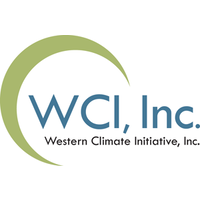 WCI, Inc.
Western Climate Initiative, Inc.